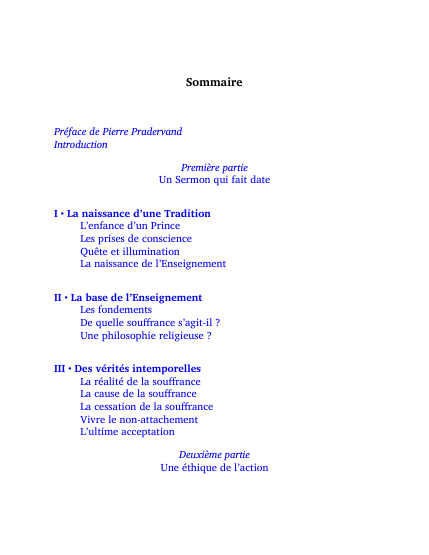 Sommaire
Préface de Pierre Pradervand
Introduction
Première partie
Un Sermon qui fait date
I • La naissance d’une Tradition
L’enfance d’un Prince
Les prises de conscience
Quête et illumination
La naissance de l’Enseignement
II • La base de l’Enseignement
Les fondements
De quelle souffrance s’agit-il ?
Une philosophie religieuse ?
III • Des vérités intemporelles
La réalité de la souffrance
La cause de la souffrance
La cessation de la souffrance
Vivre le non-attachement
L’ultime acceptation
Deuxième partie
Une éthique de l’action